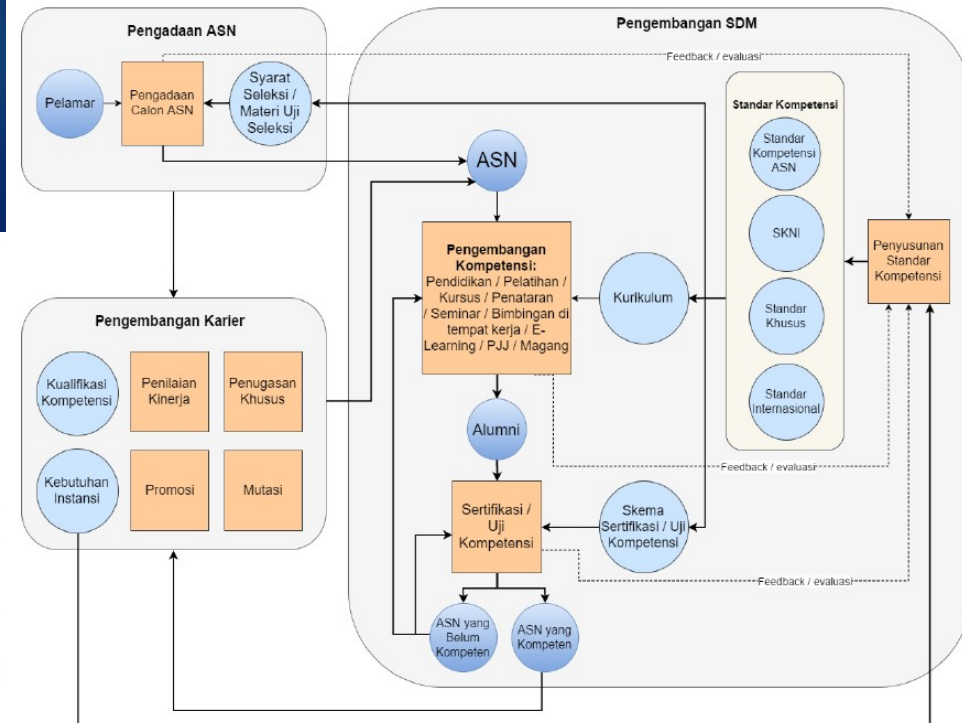 Pengadaan ASN
Pelamar
Pengadaan
Calon ASN
Syarat
Seleksi /
Materi Uji
Seleksi
Pengembangan SDM
Feedback / evaluasi
ASN
Pengembangan
Kompetensi:
Pendidikan / Pelatihan /
Kursus / Penataran
/ Seminar / Bimbingan di
tempat kerja / E-
Learning / PJJ / Magang
Kurikulum
Standar Kompetensi
Standar
Kompetensi
ASN
SKNI
Standar
Khusus
Standar
Internasional
Penyusunan
Standar
Kompetensi
Alumni
Feedback / evaluasi
Sertifikasi /
Uji
Kompetensi
Skema
Sertifikasi / Uji
Kompetensi
Feedback / evaluasi
ASN yang
Belum
Kompeten
ASN yang
Kompeten
Pengembangan Karier
Kualifikasi
Kompetensi
Penilaian
Kinerja
Penugasan
Khusus
Kebutuhan
Instansi
Promosi
Mutasi